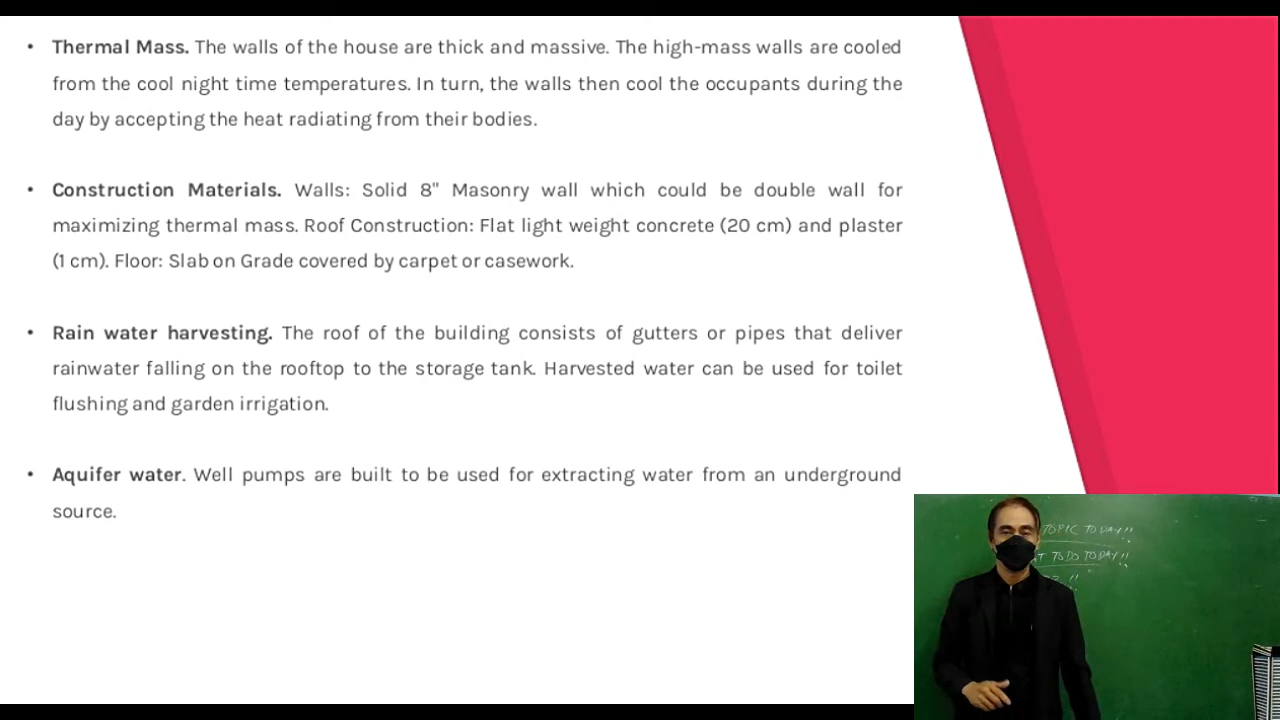 • Thermal Mass. The walls of the house are thick and massive. The high-mass walls are cooled
from the cool night time temperatures. In turn, the walls then cool the occupants during the
day by accepting the heat radiating from their bodies.
• Construction Materials. Walls: Solid 8" Masonry wall which could be double wall for
maximizing thermal mass. Roof Construction: Flat light weight concrete (20 cm) and plaster
(1 cm). Floor: Slab on Grade covered by carpet or casework.
• Rain water harvesting. The roof of the building consists of gutters or pipes that deliver
rainwater falling on the rooftop to the storage tank. Harvested water can be used for toilet
flushing and garden irrigation.
• Aquifer water. Well pumps are built to be used for extracting water from an underground
source.
TOPIC TODAY!!
TO DO TODAY!!